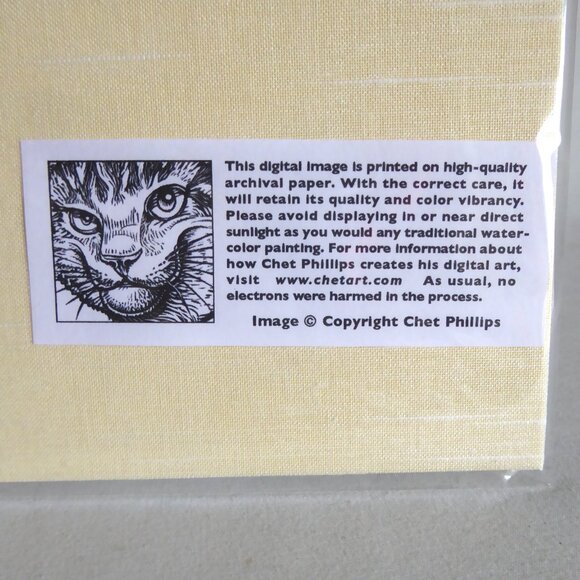 This digital image is printed on high-quality
archival paper. With the correct care, it
will retain its quality and color vibrancy.
Please avoid displaying in or near direct
sunlight as you would any traditional water-
color painting. For more information about
how Chet Phillips creates his digital art,
visit www.chetart.com As usual, no
electrons were harmed in the process.
Image © Copyright Chet Phillips